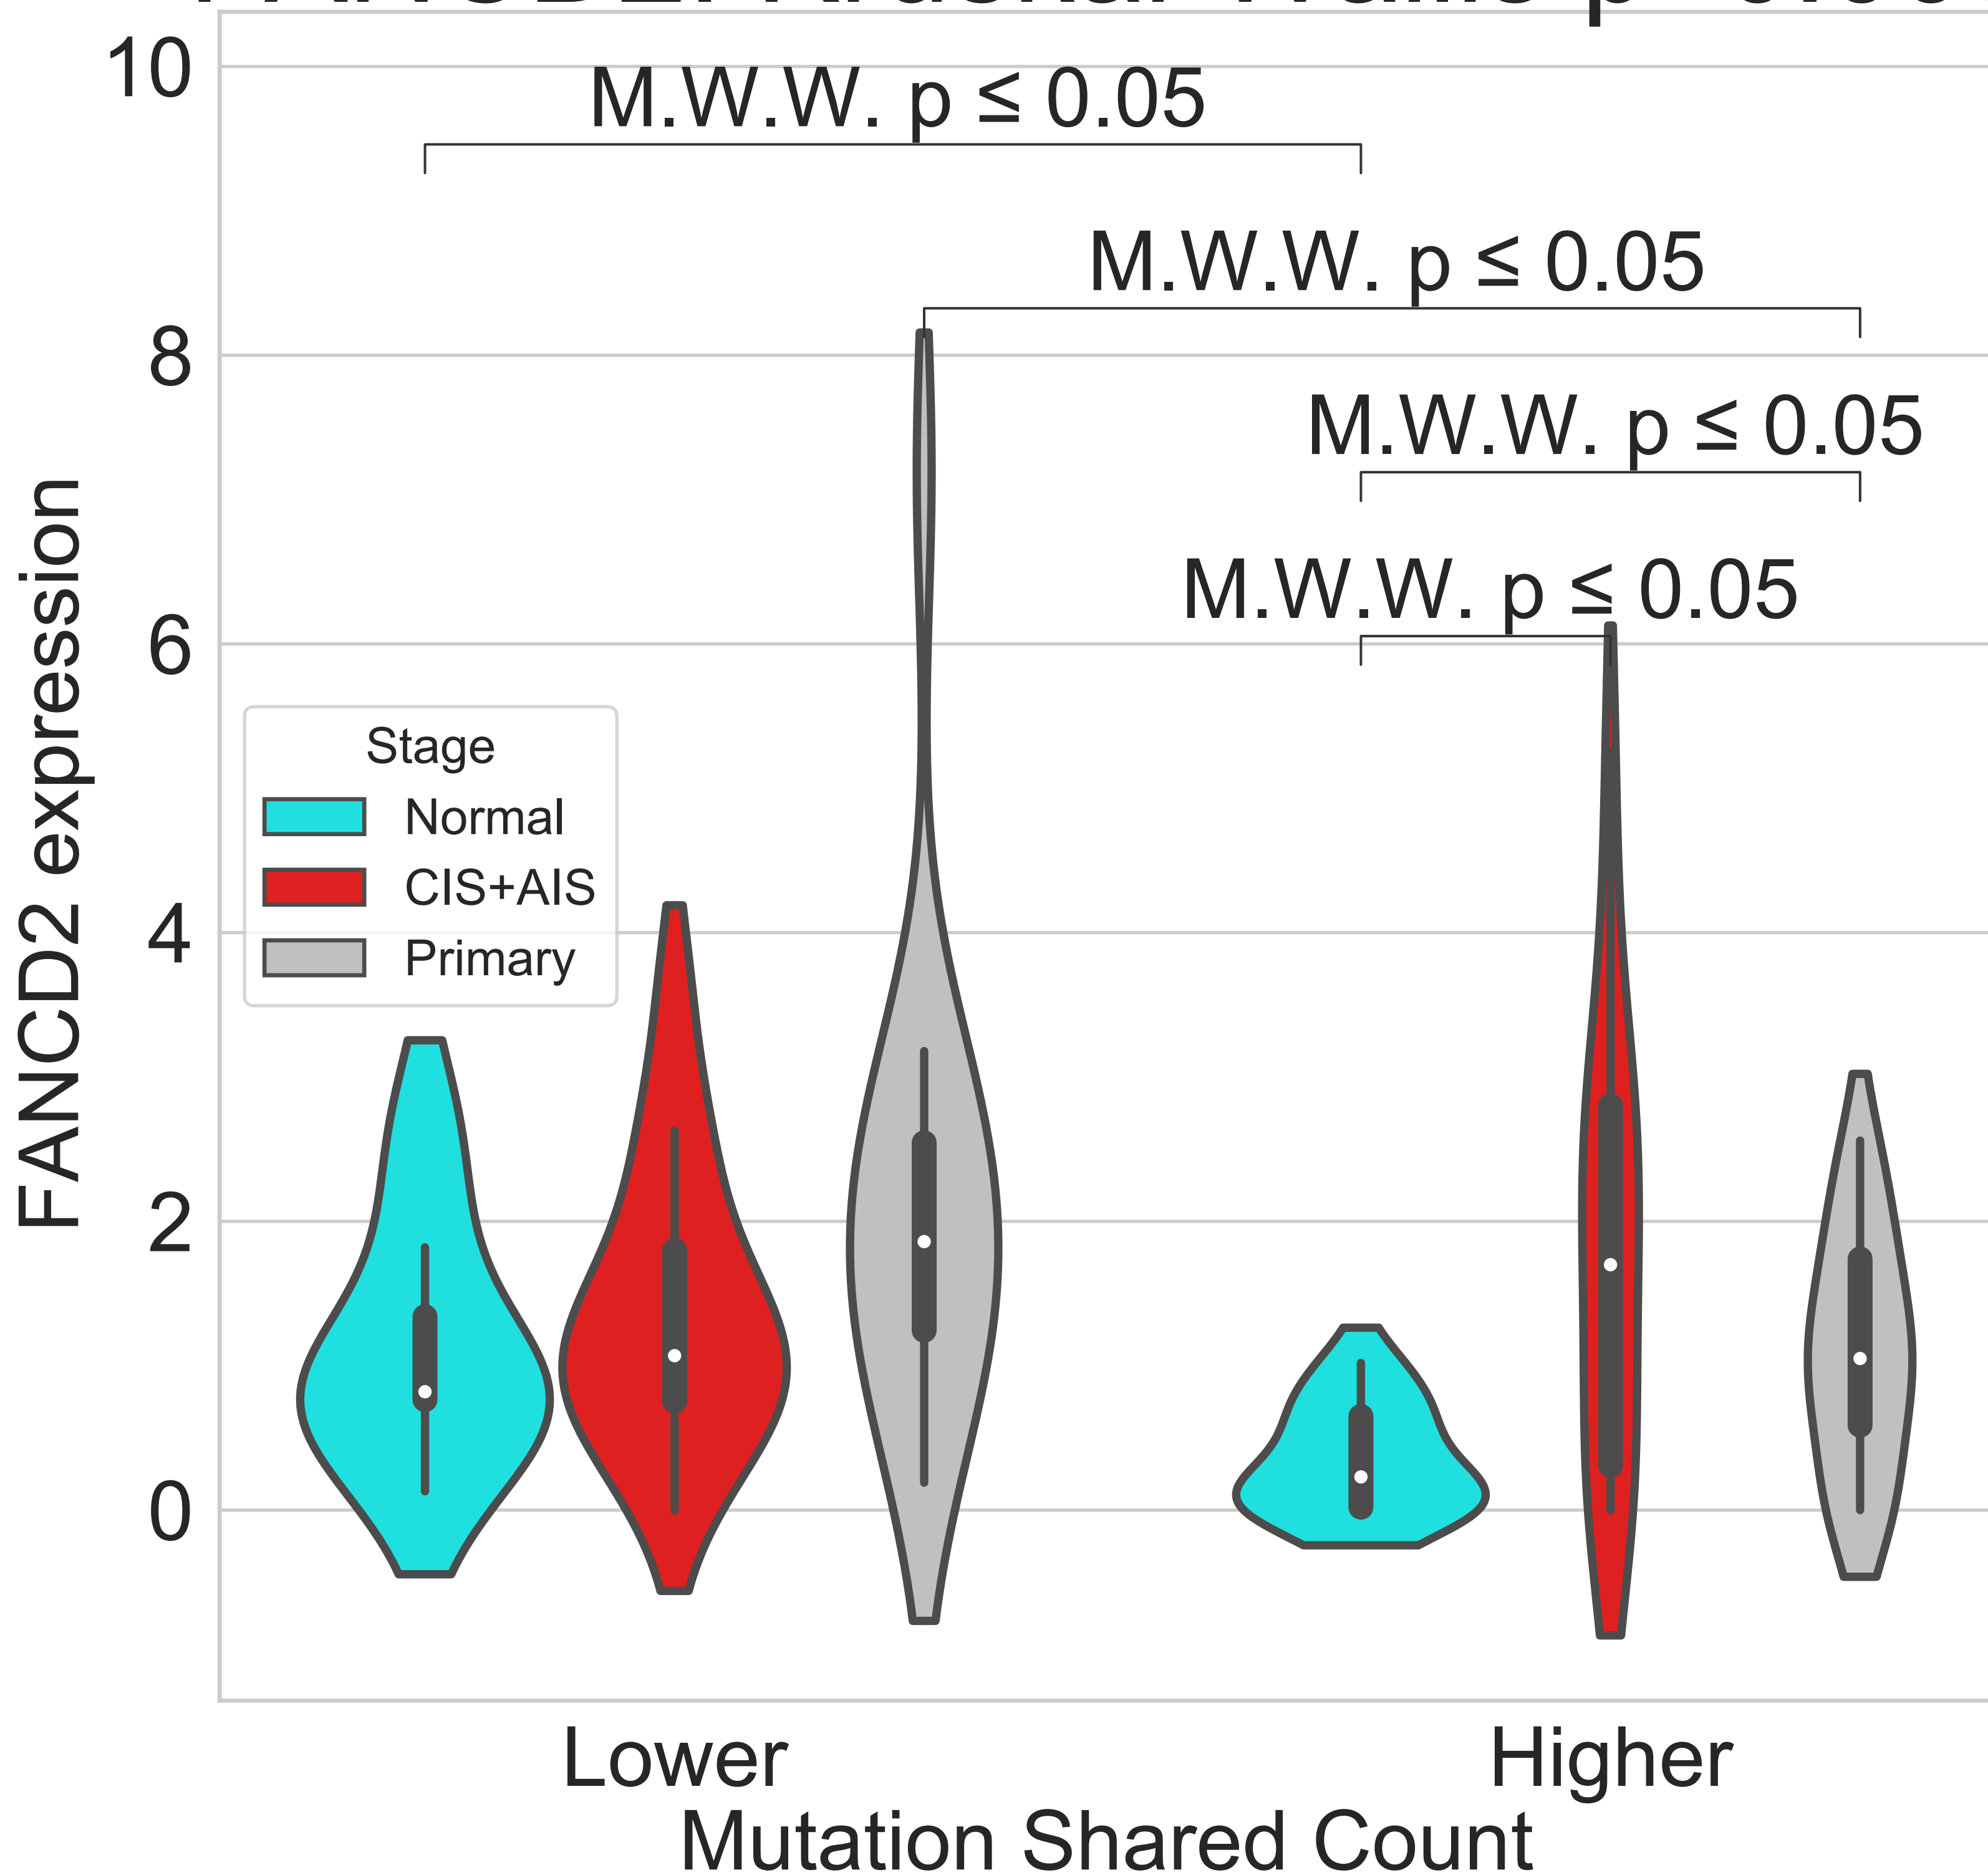 10
M.W.W. p ≤ 0.05
M.W.W. p ≤ 0.05
8
M.W.W. p ≤ 0.05
M.W.W. p ≤ 0.05
6
FANCD2 expression
Stage
Normal
CIS+AIS
Primary
4
2
0
Lower
Higher
Mutation Shared Count